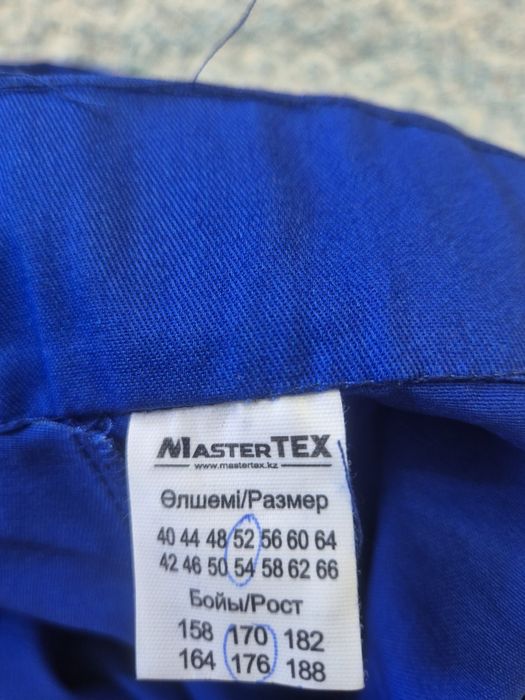 MASTERTEX
www.mastertex.kz
Өлшемі/Размер
40 44 48 52 56 60 64
42 46 50 54 58 62 66
Бойы/Рост
158 170 182
164 176 188